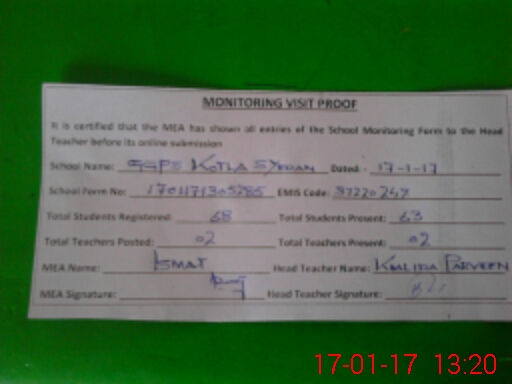 MONITORING VISIT PROOF
It is certified that the MEA has shown all entries of the School Monitoring Form to the Head
Teacher before its online submission
School Name: GGPS KOTLA SYEDAN Dated: 17-1-17
School Form No: EMIS Code: 37220247
Total Students Registered: 68 Total Students Present: 63
Total Teachers Posted: 02 Total Teachers Present: 02
MEA Name: ISMAT Head Teacher Name: KHALIDA PARVEEN
MEA Signature: Head Teacher Signature:
17-01-17 13:20